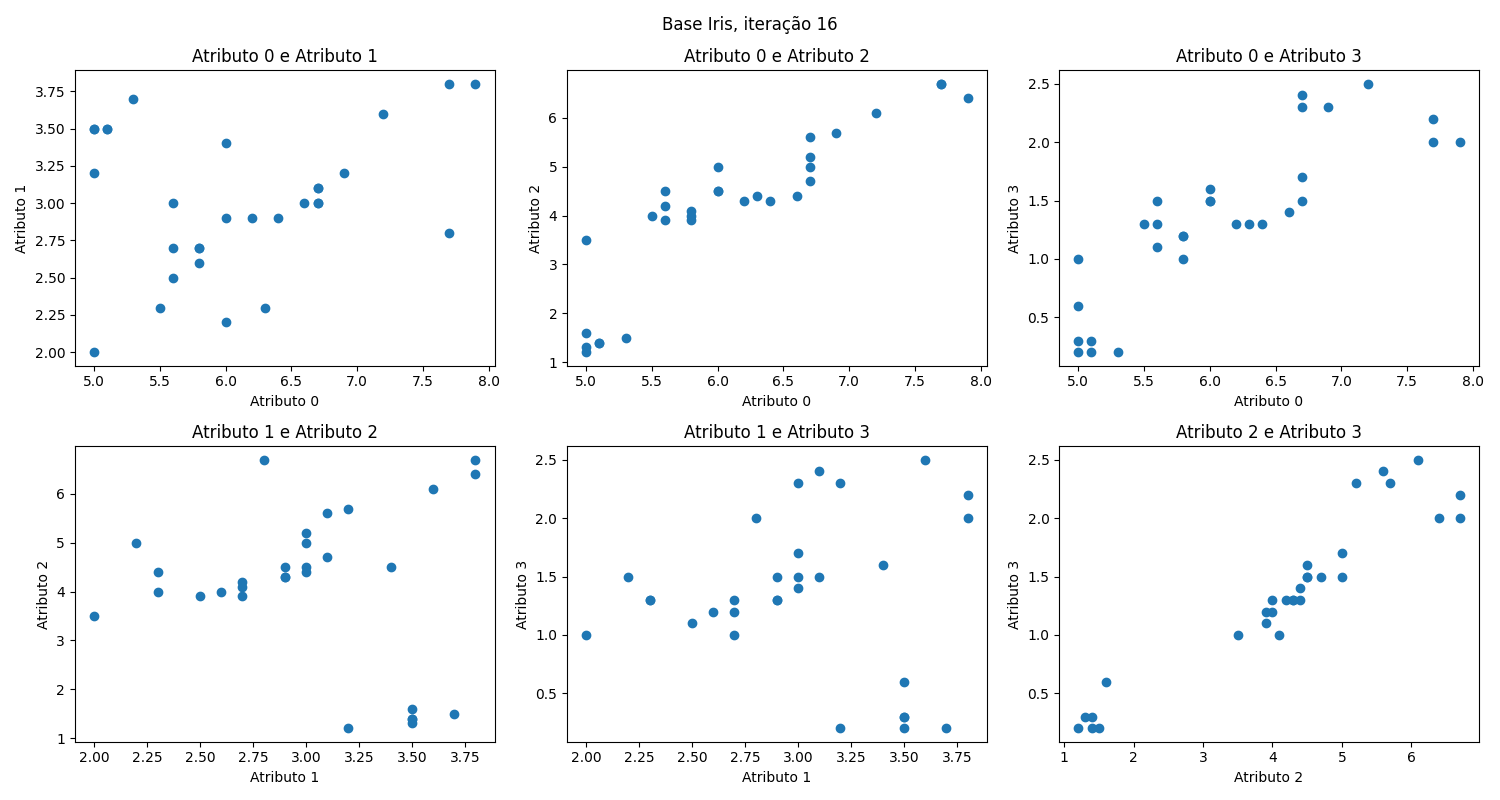 Base Iris, iteração 16
Atributo 0 e Atributo 1
3.75
3.50
3.25
3.00
2.75
2.50
2.25
2.00
Atributo 1
5.0 5.5 6.0 6.5 7.0 7.5 8.0
Atributo 0
Atributo 0 e Atributo 2
6
5
4
3
2
1
Atributo 2
5.0 5.5 6.0 6.5 7.0 7.5 8.0
Atributo 0
Atributo 0 e Atributo 3
2.5
2.0
1.5
1.0
0.5
Atributo 3
5.0 5.5 6.0 6.5 7.0 7.5 8.0
Atributo 0
Atributo 1 e Atributo 2
6
5
4
3
2
1
Atributo 2
2.00 2.25 2.50 2.75 3.00 3.25 3.50 3.75
Atributo 1
Atributo 1 e Atributo 3
2.5
2.0
1.5
1.0
0.5
Atributo 3
2.00 2.25 2.50 2.75 3.00 3.25 3.50 3.75
Atributo 1
Atributo 2 e Atributo 3
2.5
2.0
1.5
1.0
0.5
Atributo 3
1 2 3 4 5 6
Atributo 2